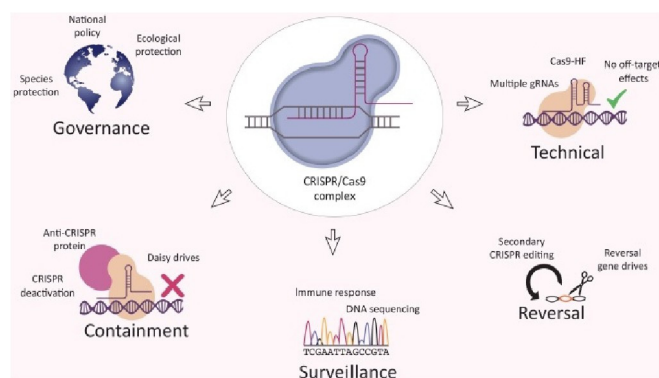 National
policy
Ecological
protection
Species
protection
Governance
CRISPR/Cas9
complex
Cas9-HF
No off-target
effects
Multiple gRNAs
Technical
Anti-CRISPR
protein
Daisy drives
CRISPR
deactivation
Containment
Immune response
DNA sequencing
TCGAATTAGCCGTA
Surveillance
Secondary
CRISPR editing
Reversal
gene drives
Reversal